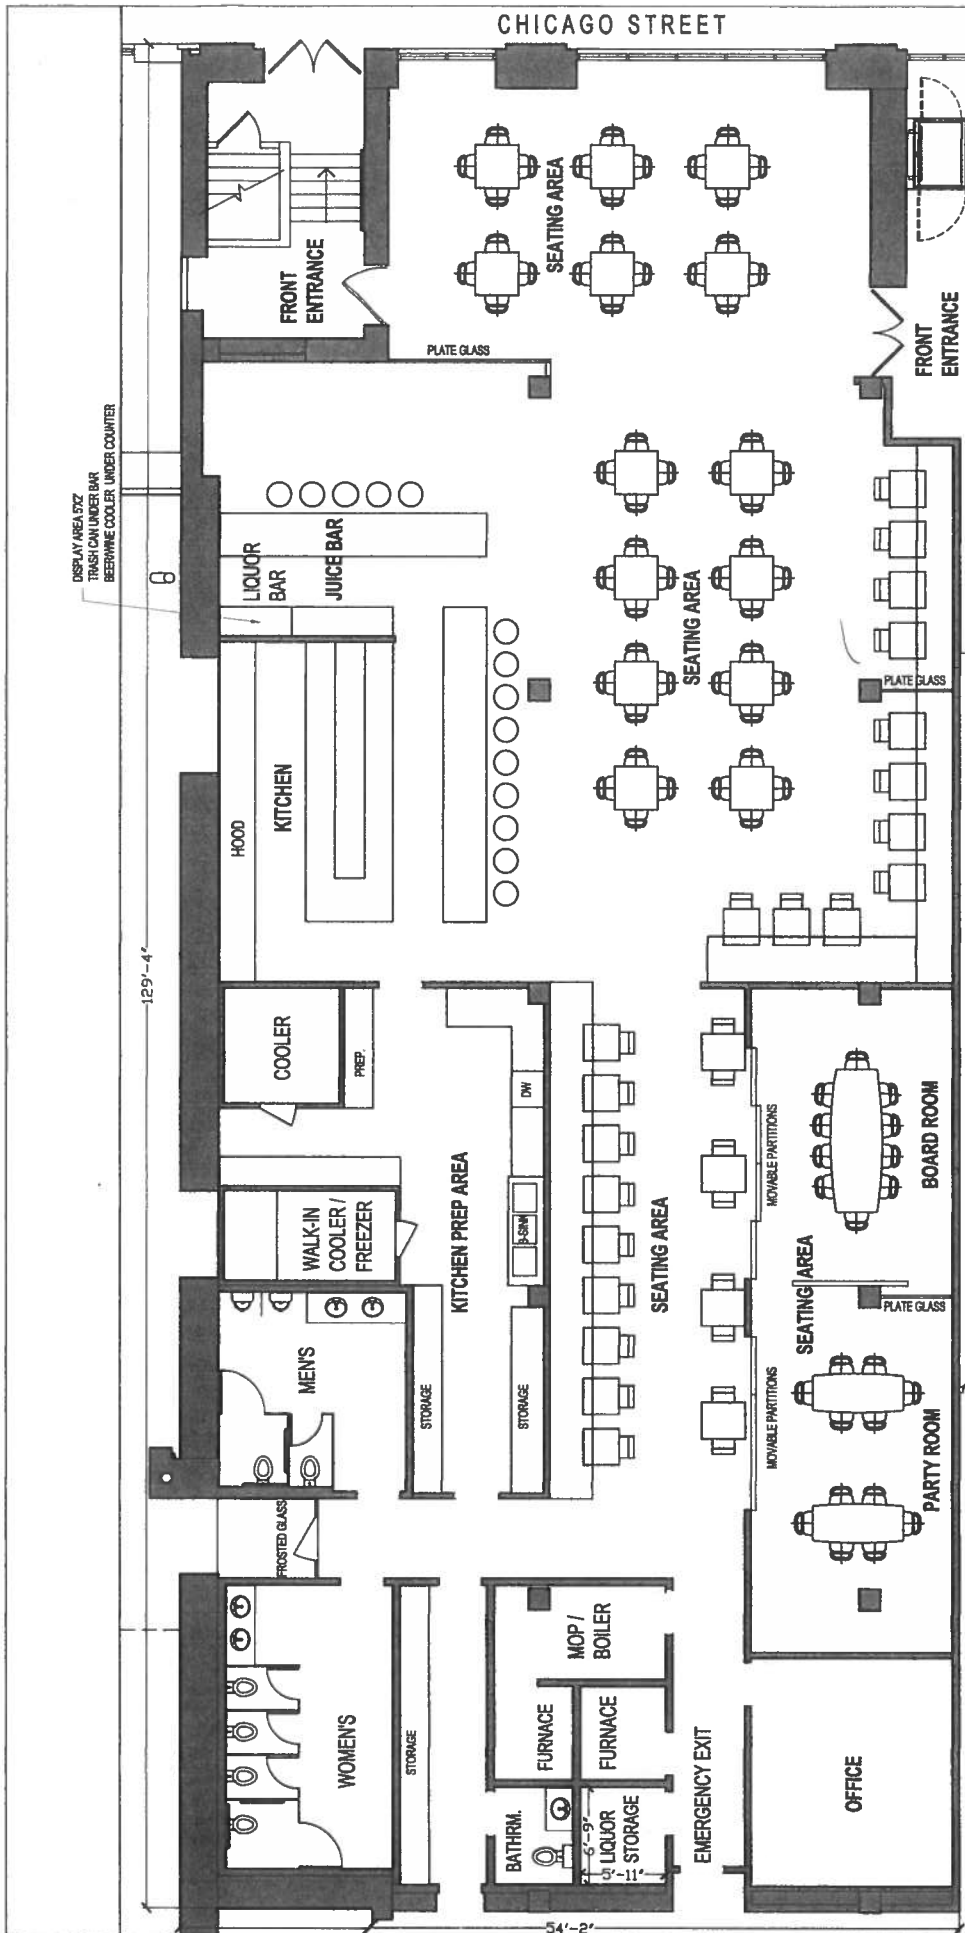 CHICAGO STREET
SEATING AREA
FRONT
ENTRANCE
PLATE GLASS
FRONT
ENTRANCE
DISPLAY AREA 5'X2'
TRASH CAN UNDER BAR
BEER/WINE COOLER UNDER COUNTER
LIQUOR
BAR
JUICE BAR
SEATING AREA
PLATE GLASS
HOOD
KITCHEN
129'-4"
COOLER
PREP.
DW
KITCHEN PREP AREA
3-SINK
WALK-IN
COOLER /
FREEZER
SEATING AREA
MOVABLE PARTITIONS
BOARD ROOM
SEATING AREA
PLATE GLASS
MEN'S
STORAGE
STORAGE
MOVABLE PARTITIONS
PARTY ROOM
FROSTED GLASS
WOMEN'S
STORAGE
MOP /
BOILER
FURNACE
FURNACE
BATHRM.
LIQUOR
STORAGE
6'-9"
5'-11"
EMERGENCY EXIT
OFFICE
54'-2"